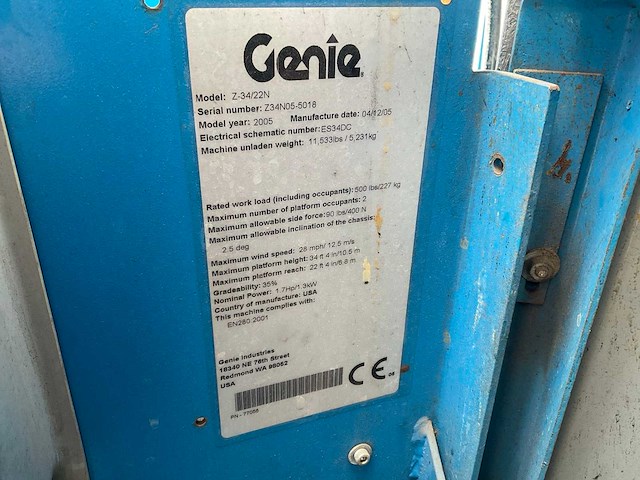 Genie
Model: Z-34/22N
Serial number: Z34N05-5018
Model year: 2005 Manufacture date: 04/12/05
Electrical schematic number: ES34DC
Machine unladen weight: 11,533lbs / 5,231kg
Rated work load (including occupants): 500 lbs/227 kg
Maximum number of platform occupants: 2
Maximum allowable side force: 90 lbs/400 N
Maximum allowable inclination of the chassis:
2.5 deg
Maximum wind speed: 28 mph/ 12.5 m/s
Maximum platform height: 34 ft 4 in/10.5 m
Maximum platform reach: 22 ft 4 in/6.8 m
Gradeability: 35%
Nominal Power: 1.7Hp/1.3kW
Country of manufacture: USA
This machine complies with:
EN280:2001
Genie Industries
18340 NE 76th Street
Redmond WA 98052
USA
CE
PN - 77055